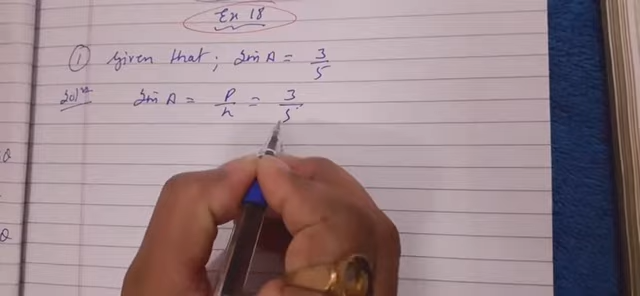 Ex 18
① Given that; Sin A = 3/5
Solⁿ Sin A = P/h = 3/5
θ
θ